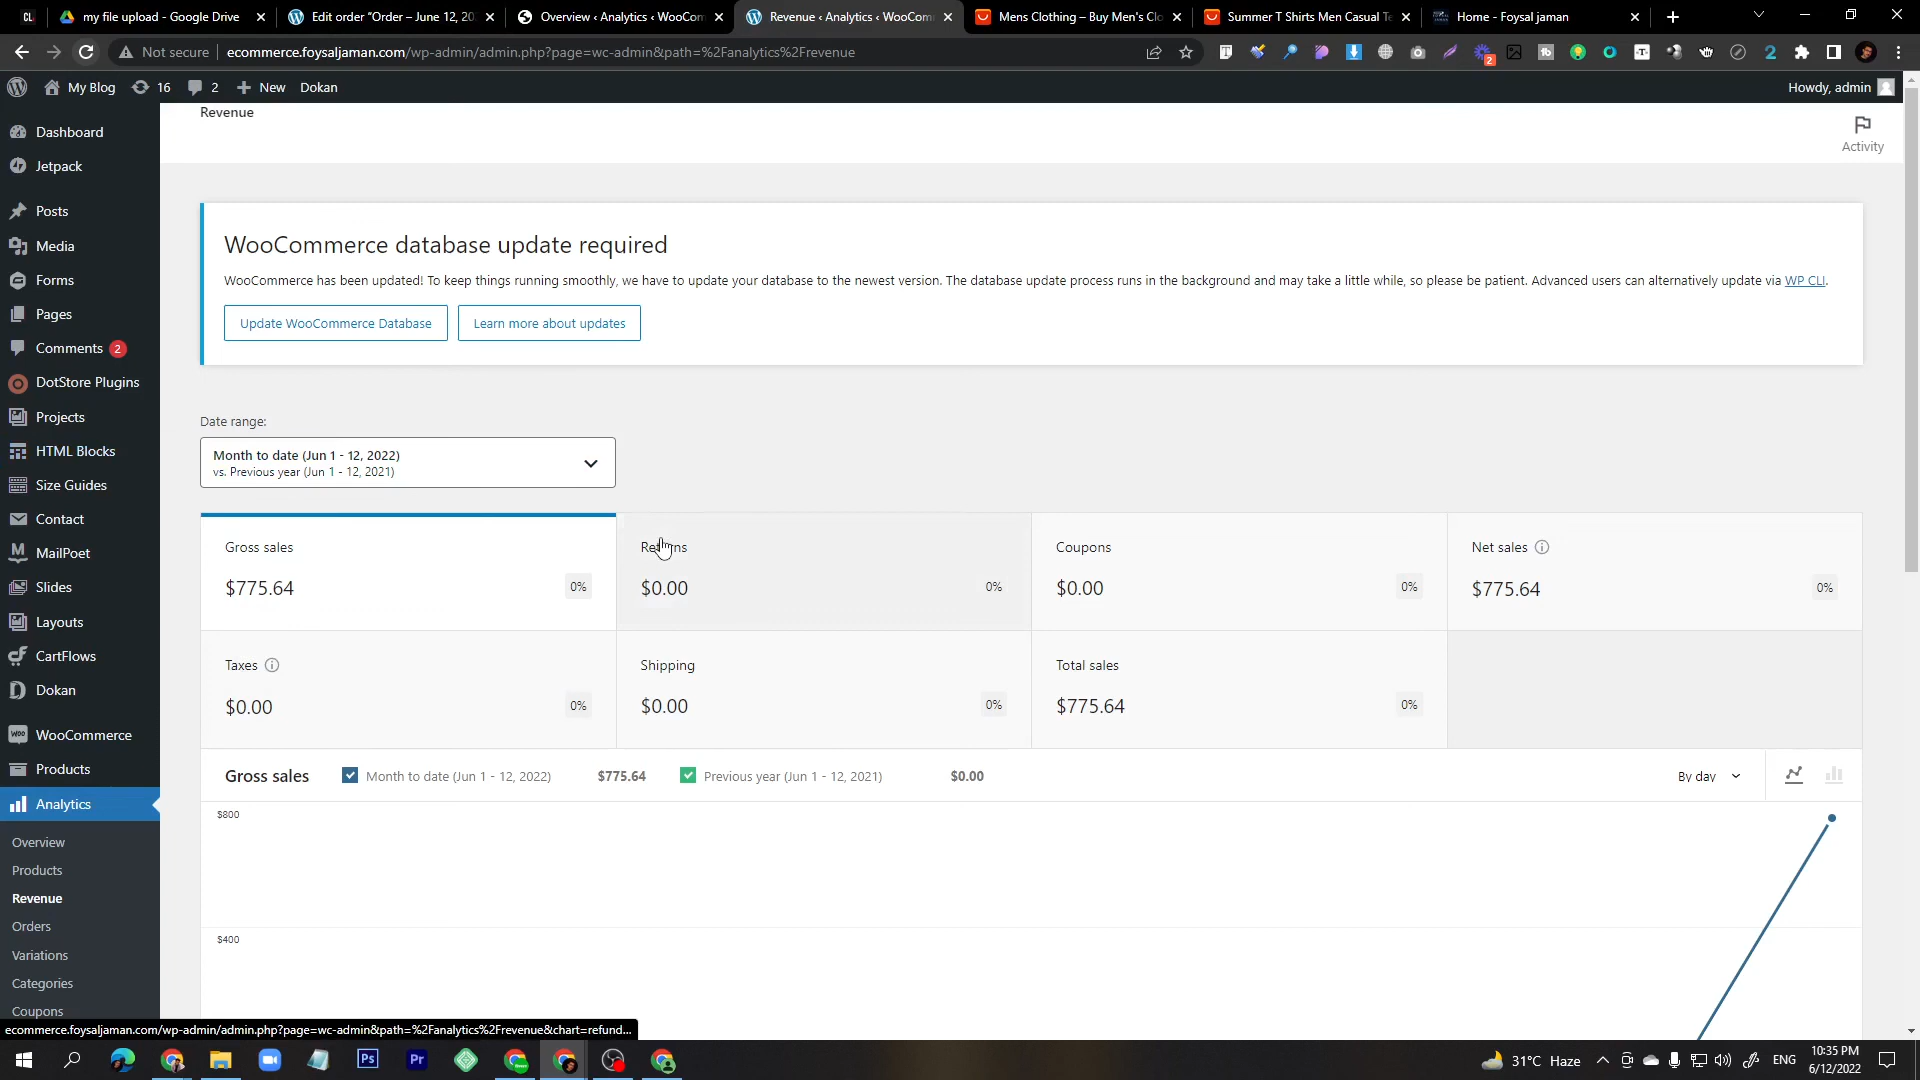 my file upload - Google Drive
Edit order "Order – June 12, 20
Overview ‹ Analytics ‹ WooCom
Revenue ‹ Analytics ‹ WooComm
Mens Clothing – Buy Men's Clo
Summer T Shirts Men Casual Te
Home - Foysal jaman
Not secure
ecommerce.foysaljaman.com/wp-admin/admin.php?page=wc-admin&path=%2Fanalytics%2Frevenue
My Blog
16
2
New
Dokan
Howdy, admin
Dashboard
Jetpack
Posts
Media
Forms
Pages
Comments 2
DotStore Plugins
Projects
HTML Blocks
Size Guides
Contact
MailPoet
Slides
Layouts
CartFlows
Dokan
WooCommerce
Products
Analytics
Overview
Products
Revenue
Orders
Variations
Categories
Coupons
Revenue
Activity
WooCommerce database update required
WooCommerce has been updated! To keep things running smoothly, we have to update your database to the newest version. The database update process runs in the background and may take a little while, so please be patient. Advanced users can alternatively update via WP CLI.
Update WooCommerce Database
Learn more about updates
Date range:
Month to date (Jun 1 - 12, 2022)
vs. Previous year (Jun 1 - 12, 2021)
Gross sales
$775.64
0%
Returns
$0.00
0%
Coupons
$0.00
0%
Net sales
$775.64
0%
Taxes
$0.00
0%
Shipping
$0.00
0%
Total sales
$775.64
0%
Gross sales
Month to date (Jun 1 - 12, 2022)
$775.64
Previous year (Jun 1 - 12, 2021)
$0.00
By day
$800
$400
ecommerce.foysaljaman.com/wp-admin/admin.php?page=wc-admin&path=%2Fanalytics%2Frevenue&chart=refund...
31°C Haze
ENG
10:35 PM
6/12/2022